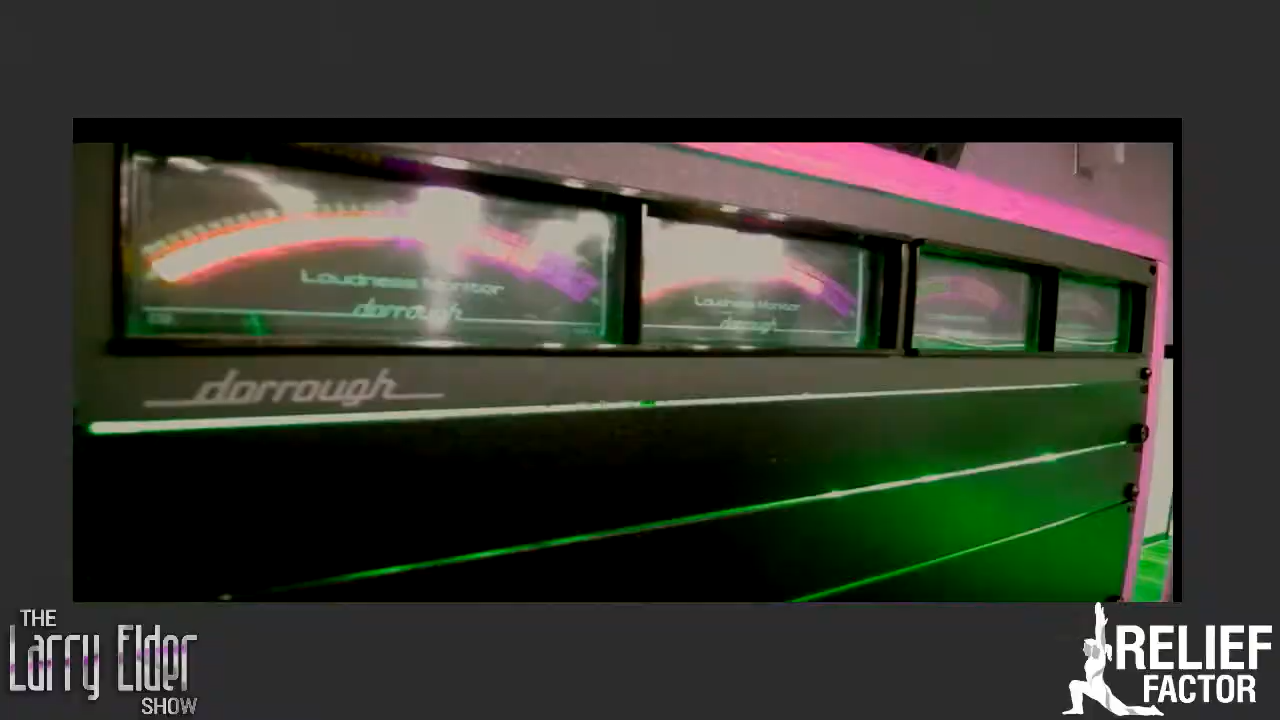 Loudness Monitor
dorrough
Loudness Monitor
dorrough
dorrough
THE
Larry Elder
SHOW
RELIEF
FACTOR